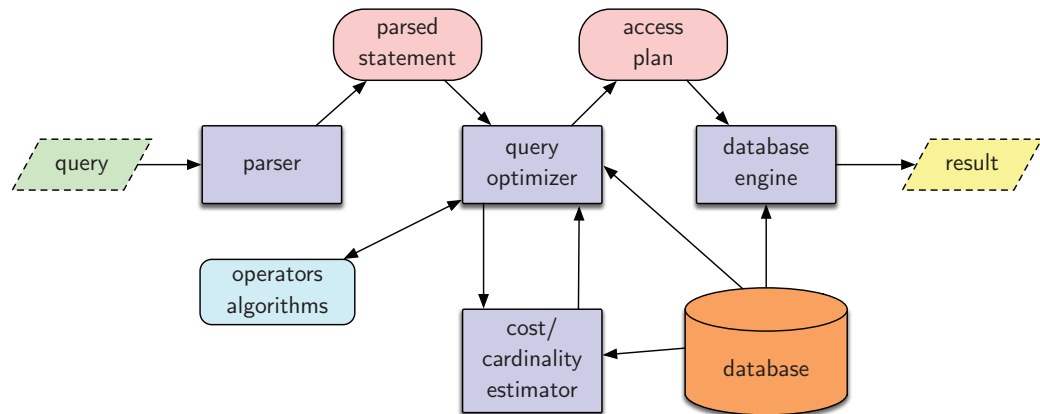 parsed
statement
access
plan
query
parser
query
optimizer
database
engine
result
operators
algorithms
cost/
cardinality
estimator
database